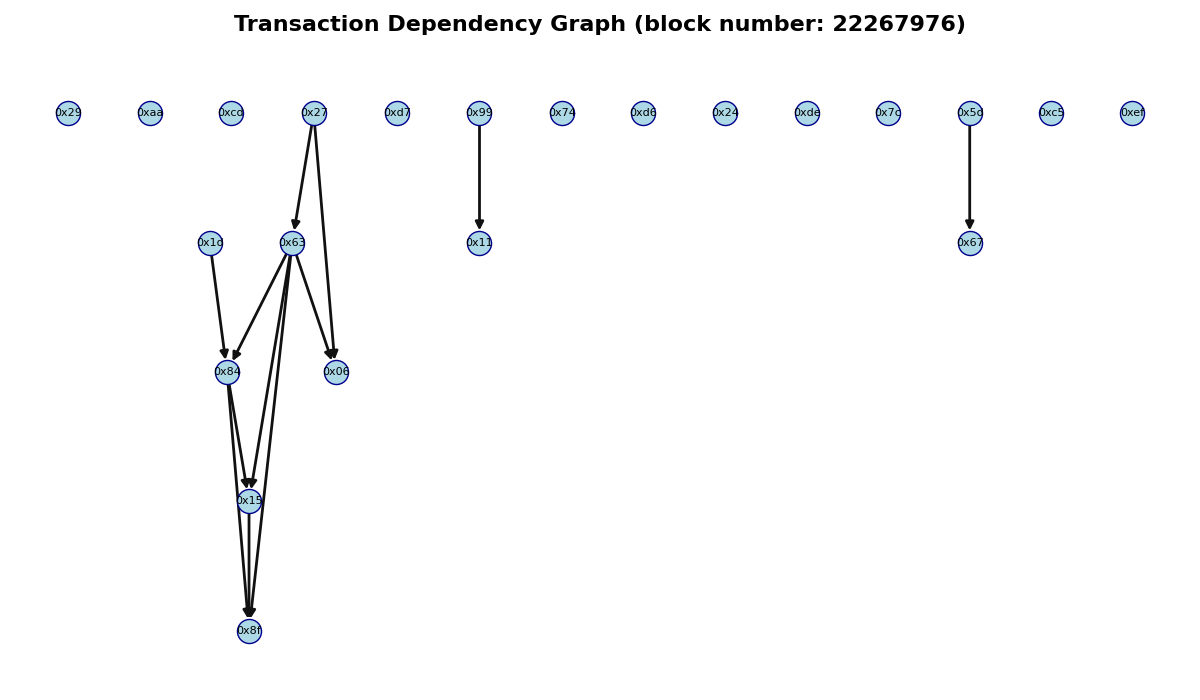 Transaction Dependency Graph (block number: 22267976)
0x29 0xaa 0xcd 0x27 0xd7 0x99 0x74 0xd6 0x24 0xde 0x7c 0x5d 0xc5 0xef
0x1d 0x63 0x11 0x67
0x84 0x06
0x15
0x8f